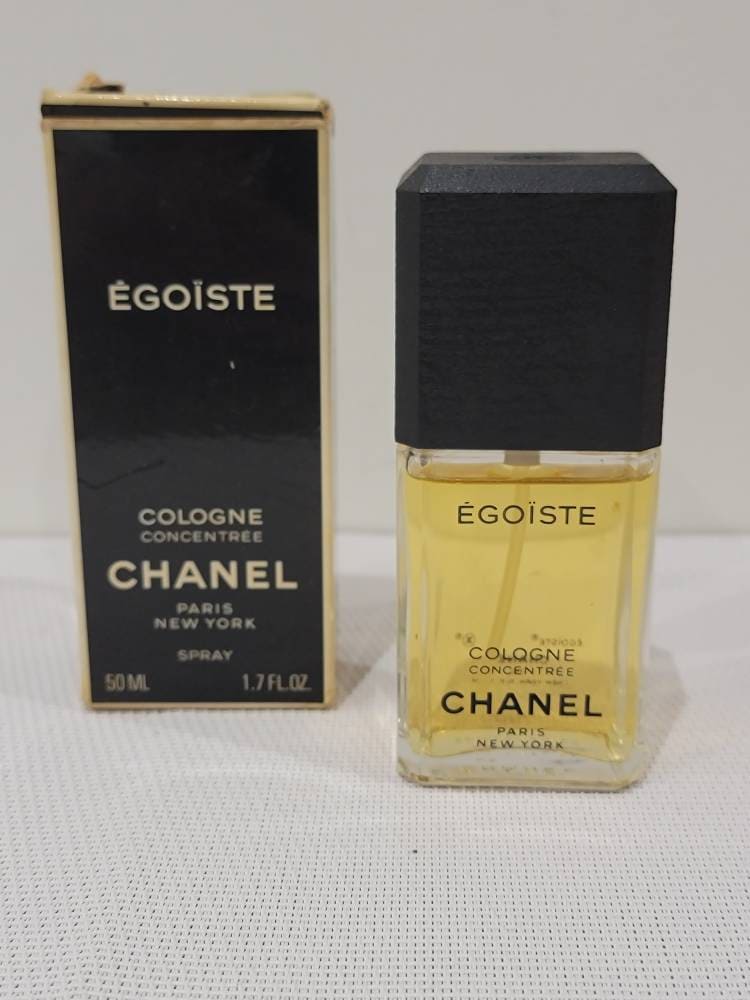 ÉGOÏSTE
COLOGNE
CONCENTRÉE
CHANEL
PARIS
NEW YORK
SPRAY
50 ML 1.7 FL.OZ.
ÉGOÏSTE
COLOGNE
CONCENTRÉE
CHANEL
PARIS
NEW YORK